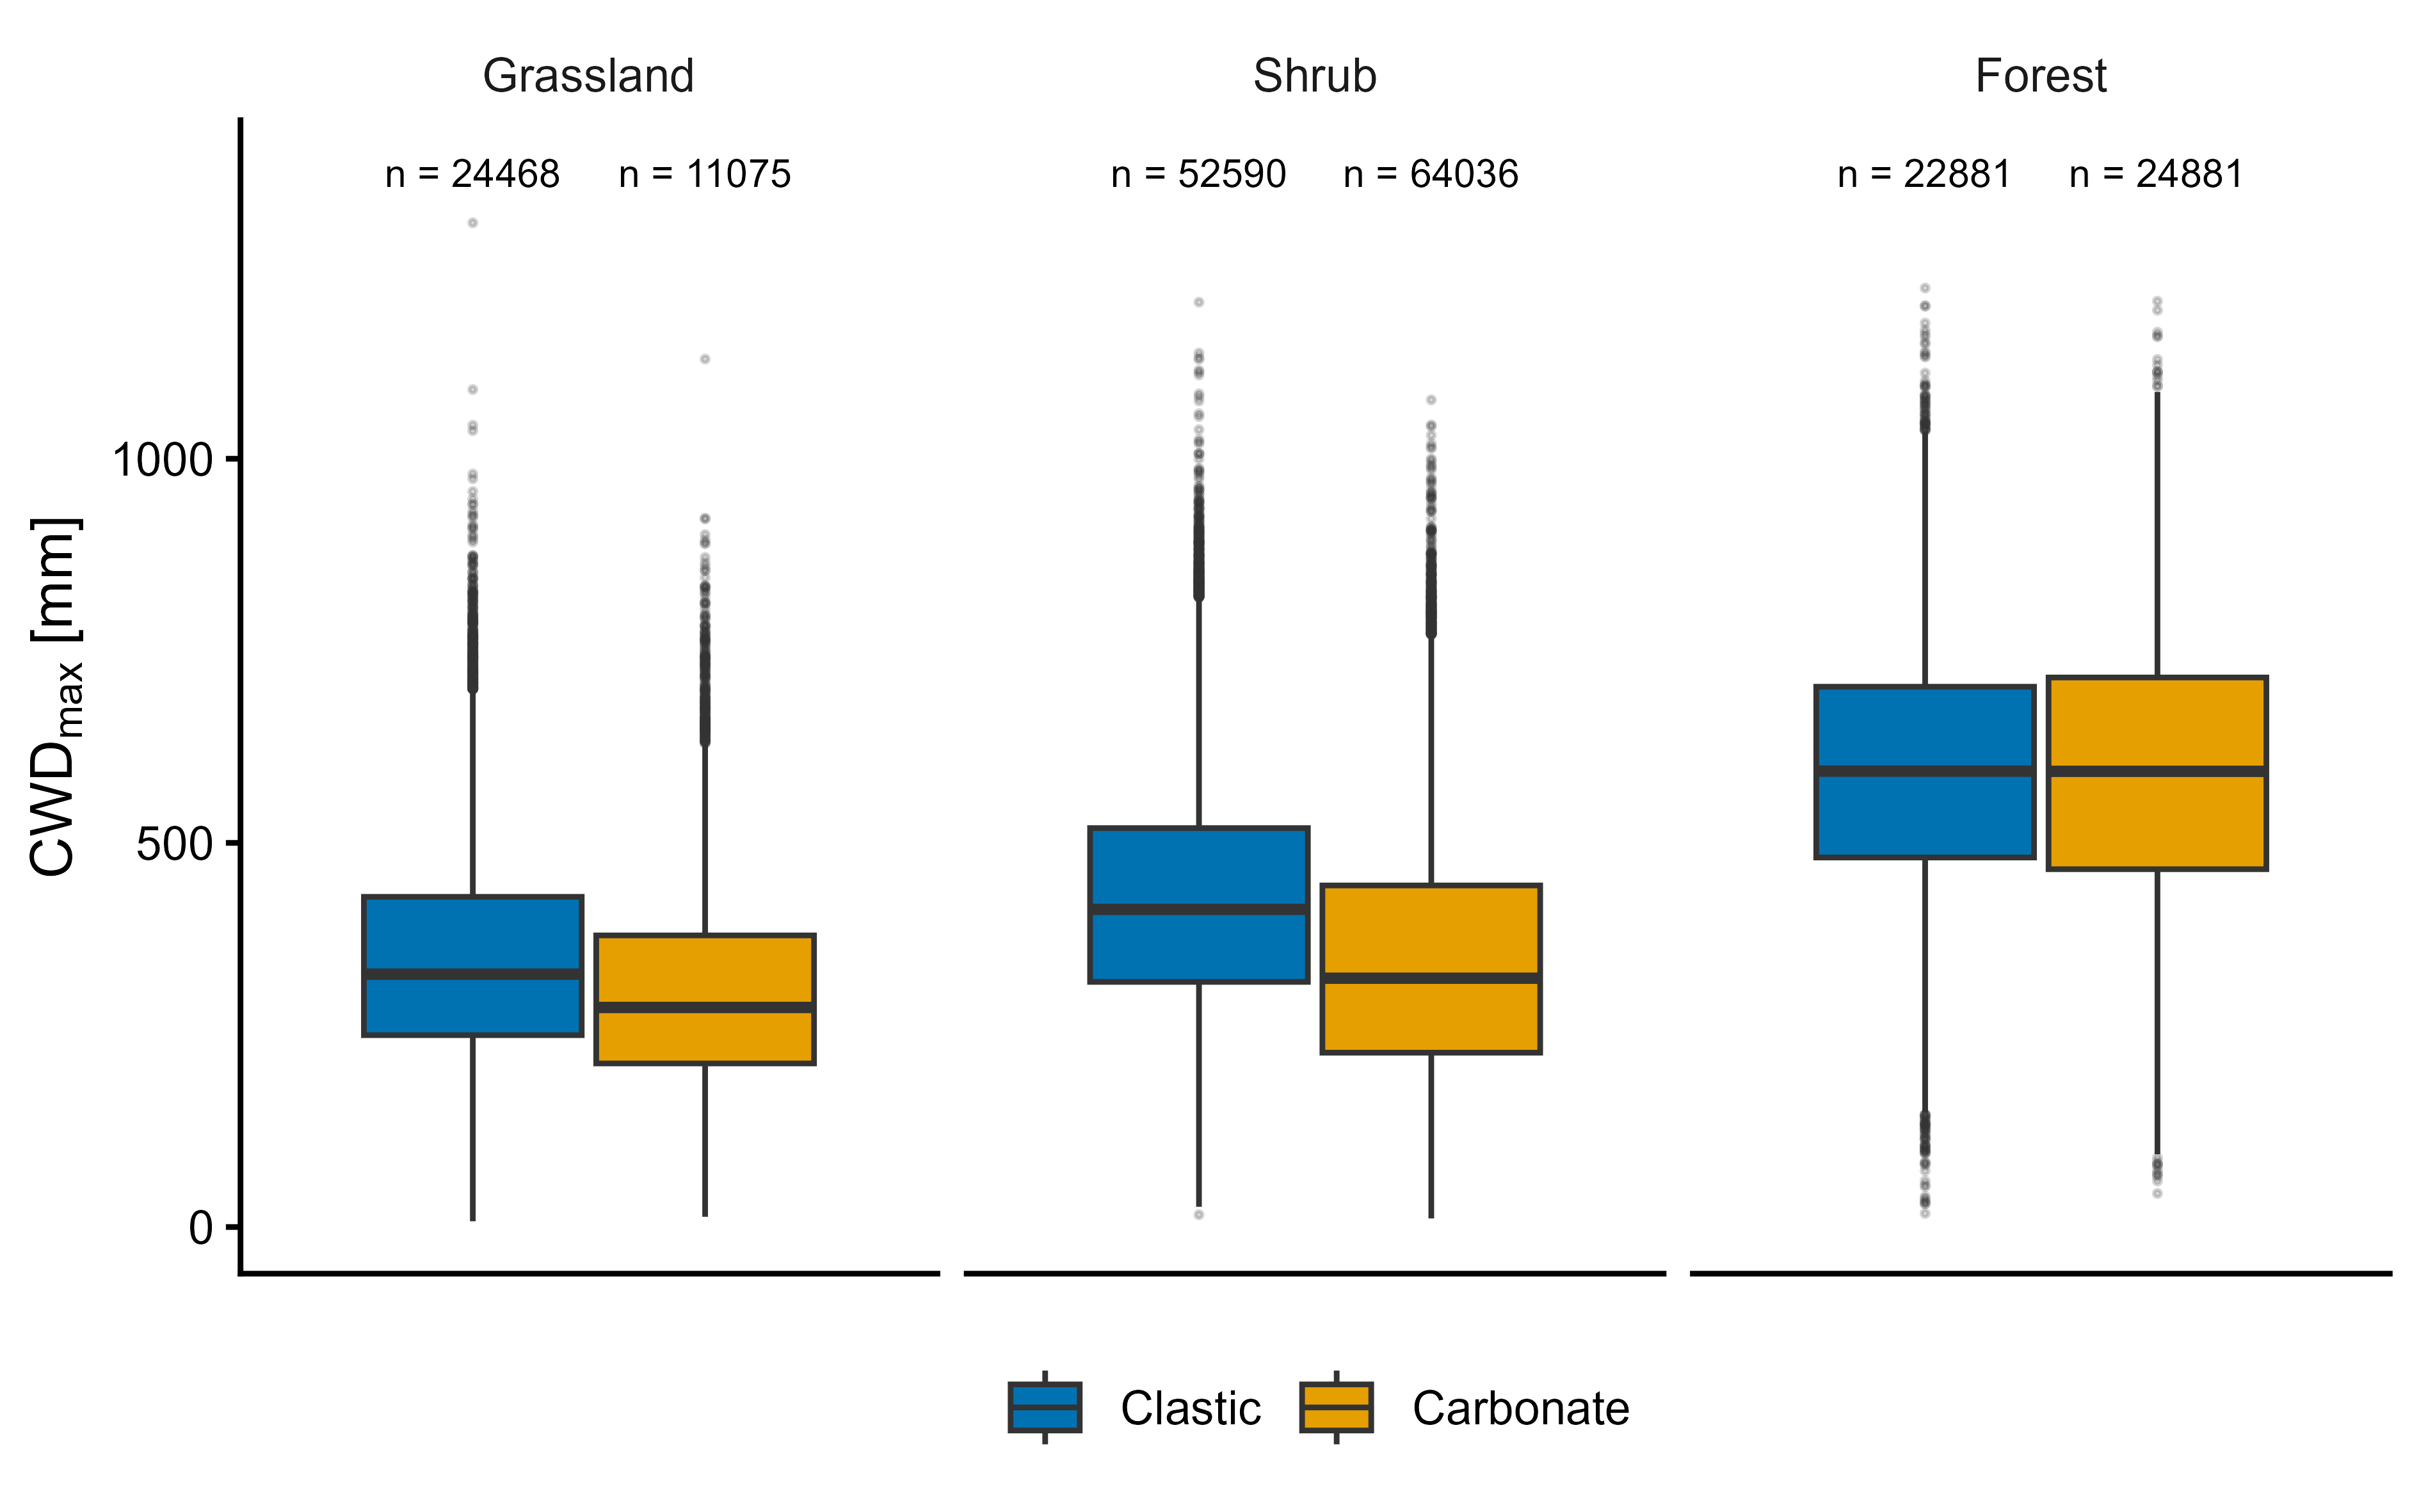 Grassland Shrub Forest
n = 24468 n = 11075 n = 52590 n = 64036 n = 22881 n = 24881
CWDmax [mm]
1000
500
0
Clastic Carbonate